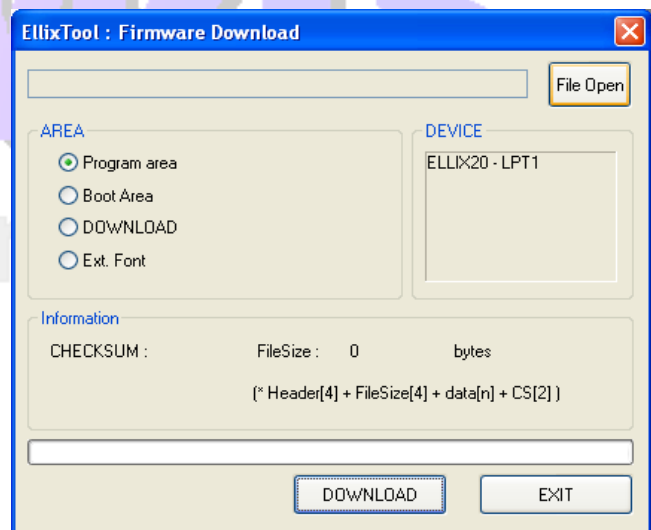 EllixTool : Firmware Download
File Open
AREA
Program area
Boot Area
DOWNLOAD
Ext. Font
DEVICE
ELLIX20 - LPT1
Information
CHECKSUM : FileSize : 0 bytes
(* Header[4] + FileSize[4] + data[n] + CS[2] )
DOWNLOAD
EXIT